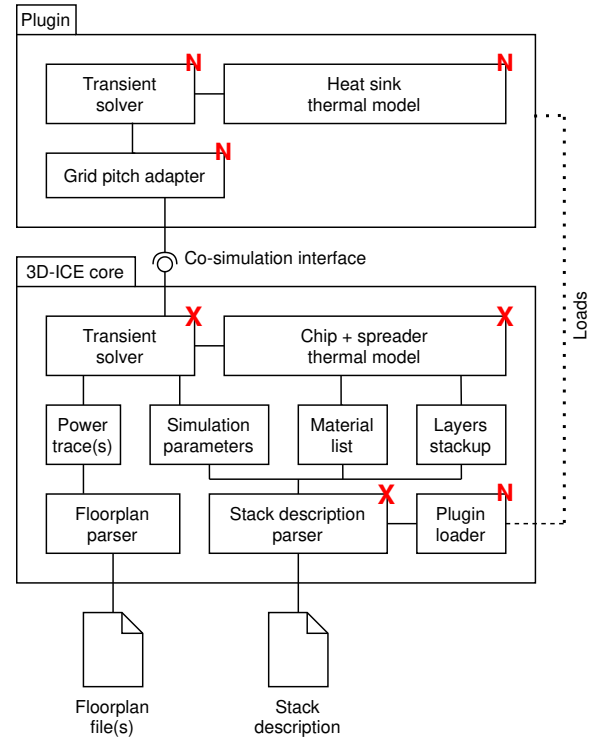 Plugin
N
N
Transient
solver
Heat sink
thermal model
N
Grid pitch adapter
Co-simulation interface
3D-ICE core
X
X
Transient
solver
Chip + spreader
thermal model
Loads
Power
trace(s)
Simulation
parameters
Material
list
Layers
stackup
X
N
Floorplan
parser
Stack description
parser
Plugin
loader
Floorplan
file(s)
Stack
description